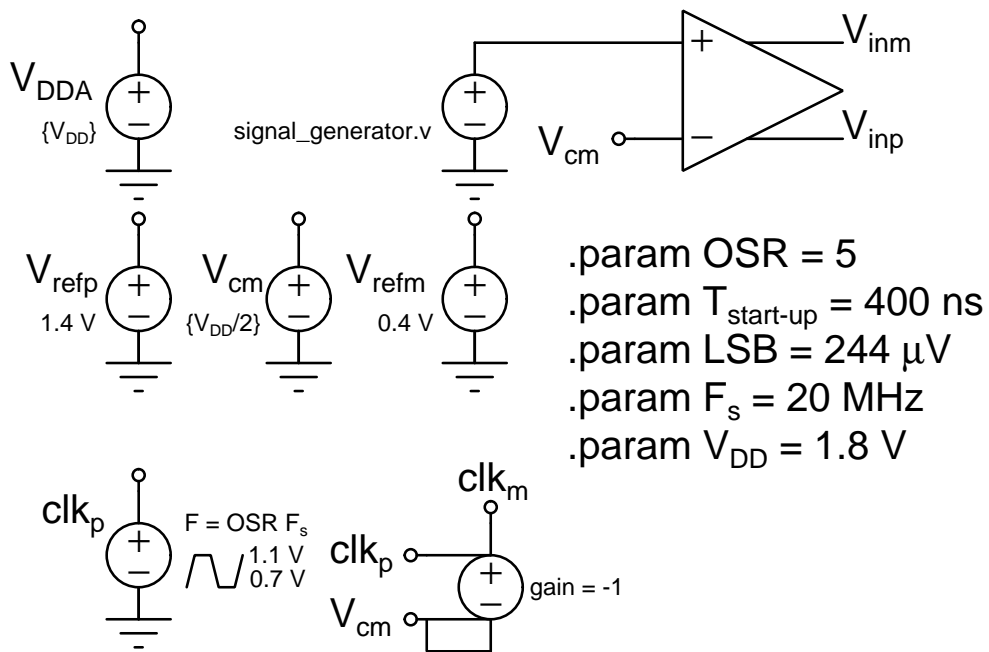 V_DDA
{V_DD}
+
−
signal_generator.v
+
−
V_cm
+
−
V_inm
V_inp
V_refp
1.4 V
+
−
V_cm
{V_DD/2}
+
−
V_refm
0.4 V
+
−
.param OSR = 5
.param T_start-up = 400 ns
.param LSB = 244 μV
.param F_s = 20 MHz
.param V_DD = 1.8 V
clk_p
+
−
F = OSR F_s
1.1 V
0.7 V
clk_m
clk_p
V_cm
+
−
gain = -1